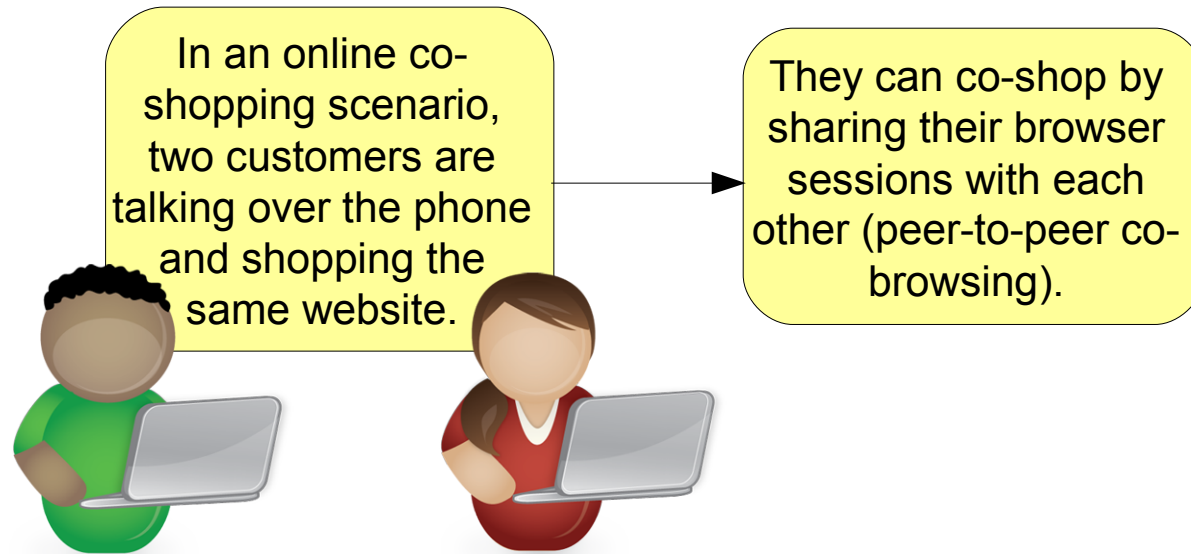 In an online co-
shopping scenario,
two customers are
talking over the phone
and shopping the
same website.
They can co-shop by
sharing their browser
sessions with each
other (peer-to-peer co-
browsing).